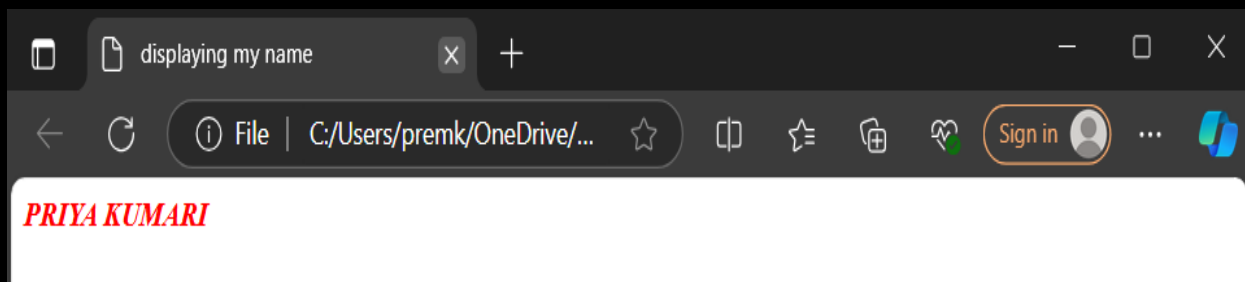 displaying my name
File | C:/Users/premk/OneDrive/... Sign in
PRIYA KUMARI